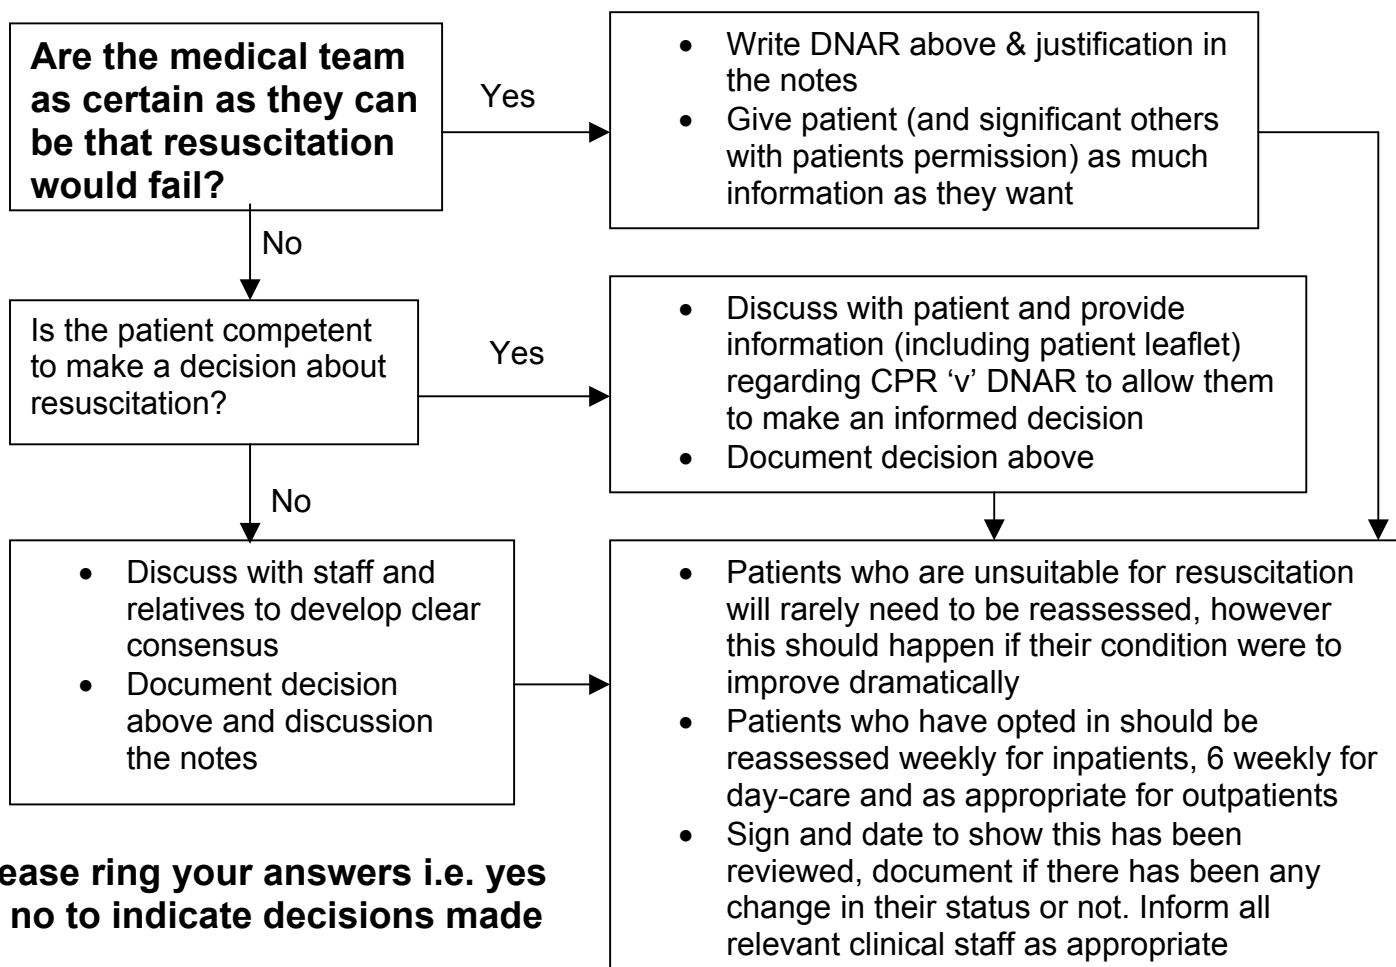 Are the medical team
as certain as they can
be that resuscitation
would fail?
Yes
• Write DNAR above & justification in
the notes
• Give patient (and significant others
with patients permission) as much
information as they want
No
Is the patient competent
to make a decision about
resuscitation?
Yes
• Discuss with patient and provide
information (including patient leaflet)
regarding CPR ‘v’ DNAR to allow them
to make an informed decision
• Document decision above
No
• Discuss with staff and
relatives to develop clear
consensus
• Document decision
above and discussion
the notes
• Patients who are unsuitable for resuscitation
will rarely need to be reassessed, however
this should happen if their condition were to
improve dramatically
• Patients who have opted in should be
reassessed weekly for inpatients, 6 weekly for
day-care and as appropriate for outpatients
• Sign and date to show this has been
reviewed, document if there has been any
change in their status or not. Inform all
relevant clinical staff as appropriate
ease ring your answers i.e. yes
no to indicate decisions made